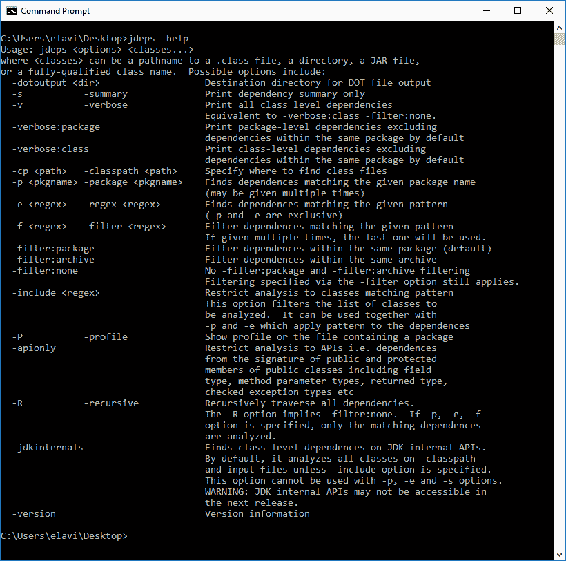 Command Prompt
C:\Users\elavi\Desktop>jdeps -help
Usage: jdeps <options> <classes...>
where <classes> can be a pathname to a .class file, a directory, a JAR file,
or a fully-qualified class name.  Possible options include:
  -dotoutput <dir>                   Destination directory for DOT file output
  -s           -summary              Print dependency summary only
  -v           -verbose              Print all class level dependencies
                                     Equivalent to -verbose:class -filter:none.
  -verbose:package                   Print package-level dependencies excluding
                                     dependencies within the same package by default
  -verbose:class                     Print class-level dependencies excluding
                                     dependencies within the same package by default
  -cp <path>   -classpath <path>     Specify where to find class files
  -p <pkgname> -package <pkgname>    Finds dependences matching the given package name
                                     (may be given multiple times)
  -e <regex>   -regex <regex>        Finds dependences matching the given pattern
                                     (-p and -e are exclusive)
  -f <regex>   -filter <regex>       Filter dependences matching the given pattern
                                     If given multiple times, the last one will be used.
  -filter:package                    Filter dependences within the same package (default)
  -filter:archive                    Filter dependences within the same archive
  -filter:none                       No -filter:package and -filter:archive filtering
                                     Filtering specified via the -filter option still applies.
  -include <regex>                   Restrict analysis to classes matching pattern
                                     This option filters the list of classes to
                                     be analyzed.  It can be used together with
                                     -p and -e which apply pattern to the dependences
  -P           -profile              Show profile or the file containing a package
  -apionly                           Restrict analysis to APIs i.e. dependences
                                     from the signature of public and protected
                                     members of public classes including field
                                     type, method parameter types, returned type,
                                     checked exception types etc
  -R           -recursive            Recursively traverse all dependencies.
                                     The -R option implies -filter:none.  If -p, -e, -f
                                     option is specified, only the matching dependences
                                     are analyzed.
  -jdkinternals                      Finds class-level dependences on JDK internal APIs.
                                     By default, it analyzes all classes on -classpath
                                     and input files unless -include option is specified.
                                     This option cannot be used with -p, -e and -s options.
                                     WARNING: JDK internal APIs may not be accessible in
                                     the next release.
  -version                           Version information
C:\Users\elavi\Desktop>